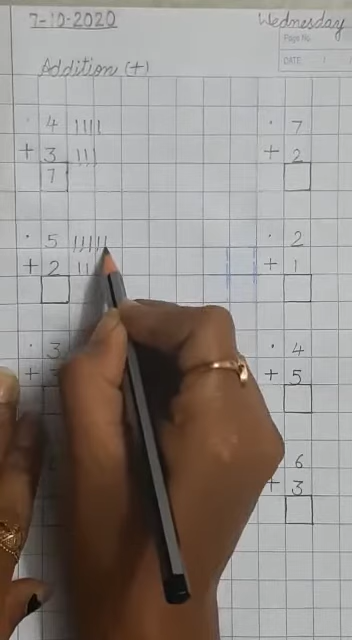 7-10-2020 Wednesday
Page No.
DATE: / /
Addition (+)
. 4 |||| . 7
+ 3 ||| + 2
7
. 5 ||||| . 2
+ 2 || + 1
. 3 . 4
+ + 5
6
+ 3